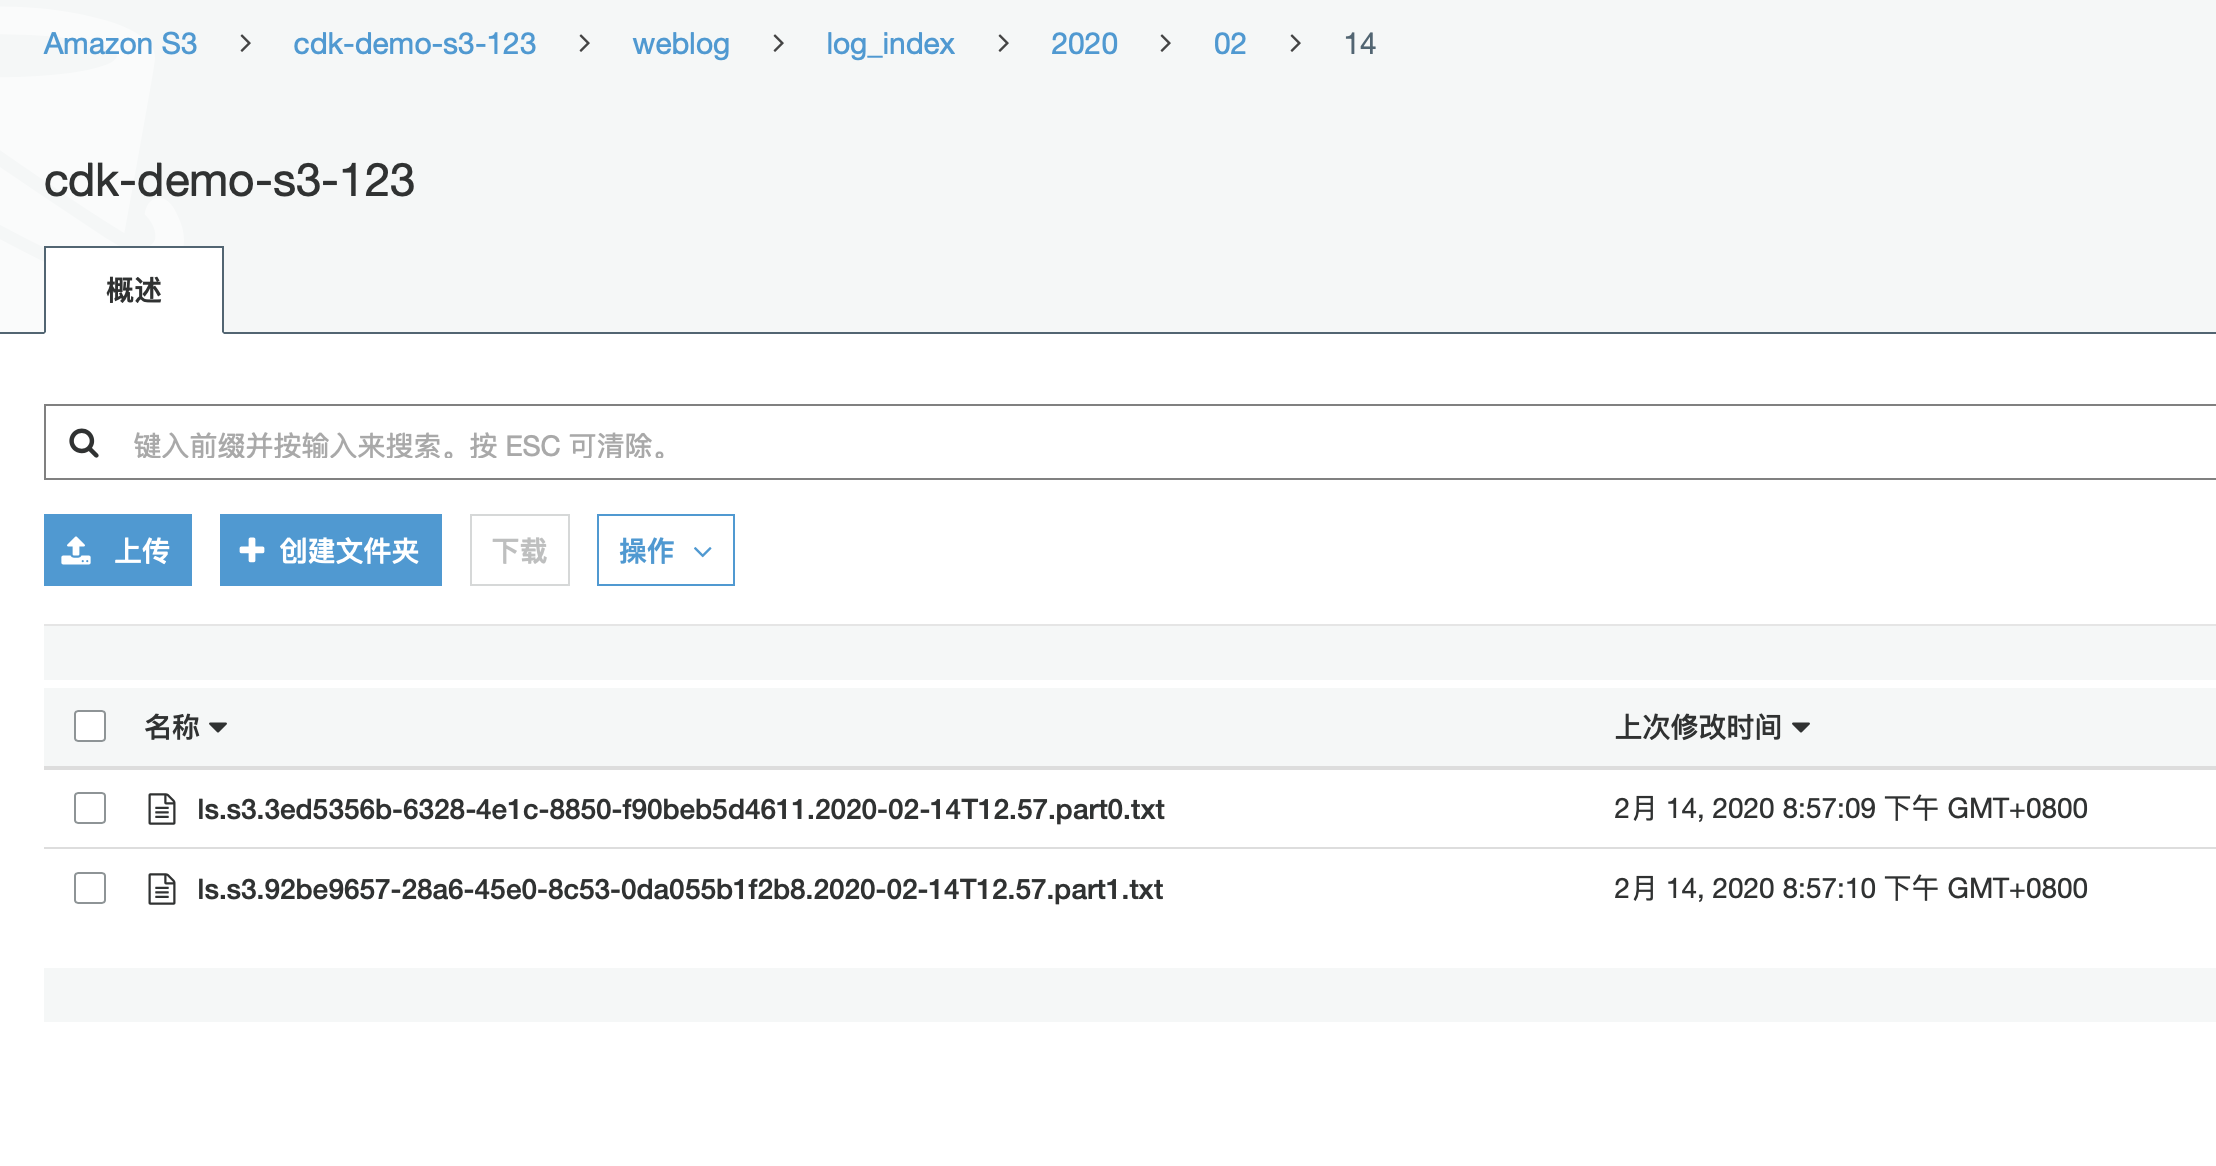 Amazon S3 > cdk-demo-s3-123 > weblog > log_index > 2020 > 02 > 14
cdk-demo-s3-123
概述
键入前缀并按输入来搜索。按 ESC 可清除。
上传 创建文件夹 下载 操作
名称 上次修改时间
ls.s3.3ed5356b-6328-4e1c-8850-f90beb5d4611.2020-02-14T12.57.part0.txt 2月 14, 2020 8:57:09 下午 GMT+0800
ls.s3.92be9657-28a6-45e0-8c53-0da055b1f2b8.2020-02-14T12.57.part1.txt 2月 14, 2020 8:57:10 下午 GMT+0800